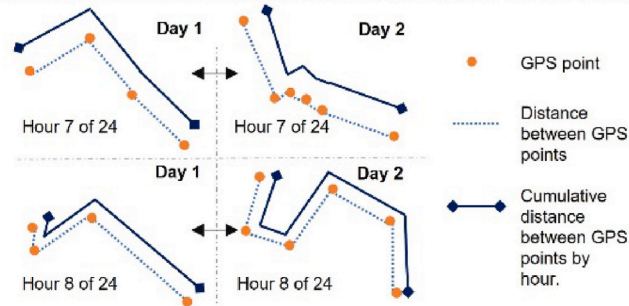 Day 1
Day 2
Hour 7 of 24
Hour 7 of 24
Day 1
Day 2
Hour 8 of 24
Hour 8 of 24
GPS point
Distance
between GPS
points
Cumulative
distance
between GPS
points by
hour.